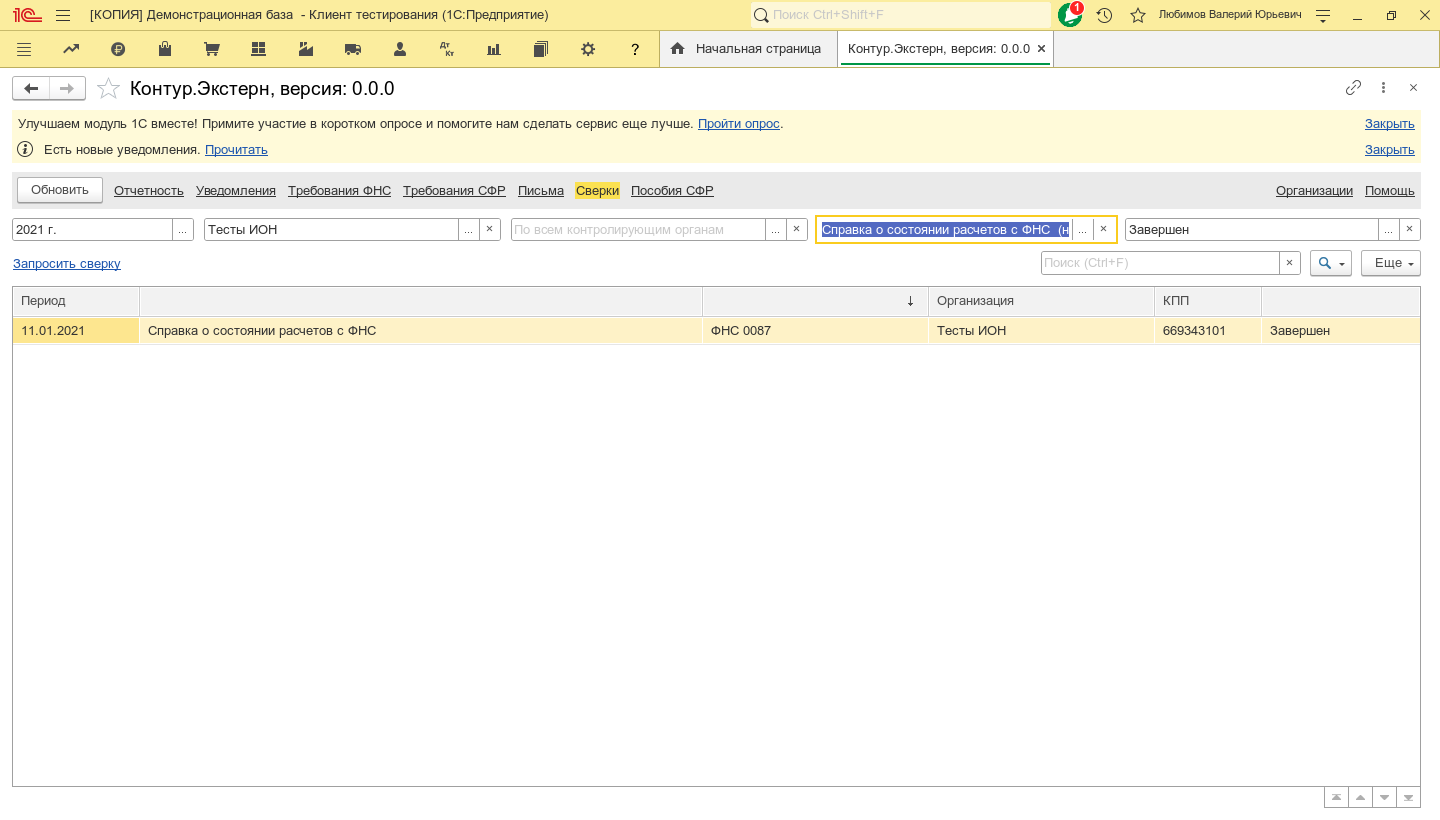 1С [КОПИЯ] Демонстрационная база - Клиент тестирования (1С:Предприятие) Поиск Ctrl+Shift+F 1 Любимов Валерий Юрьевич
Дт Кт ? Начальная страница Контур.Экстерн, версия: 0.0.0 ×
Контур.Экстерн, версия: 0.0.0
Улучшаем модуль 1С вместе! Примите участие в коротком опросе и помогите нам сделать сервис еще лучше. Пройти опрос. Закрыть
Есть новые уведомления. Прочитать Закрыть
Обновить Отчетность Уведомления Требования ФНС Требования СФР Письма Сверки Пособия СФР Организации Помощь
2021 г. ... Тесты ИОН ... × По всем контролирующим органам ... × Справка о состоянии расчетов с ФНС (н ... × Завершен ... ×
Запросить сверку Поиск (Ctrl+F) × Еще
Период ↓ Организация КПП
11.01.2021 Справка о состоянии расчетов с ФНС ФНС 0087 Тесты ИОН 669343101 Завершен